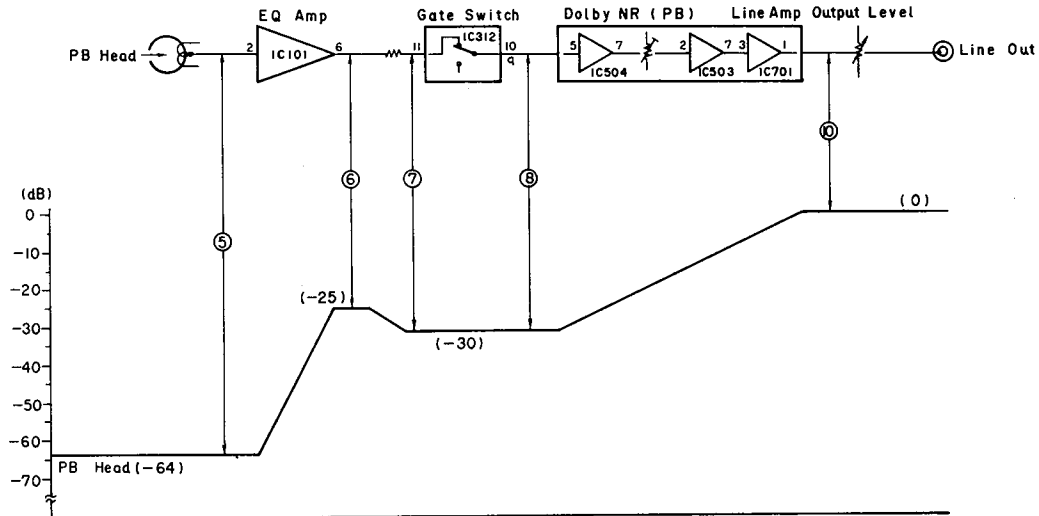 EQ Amp Gate Switch Dolby NR (PB) Line Amp Output Level
PB Head 2 IC101 6 11 IC312 10 9 5 IC504 7 2 IC503 7 3 IC701 1 Line Out
⑤ ⑥ ⑦ ⑧ ⑩
(dB)
0 (0)
-10
-20
(-25)
-30
(-30)
-40
-50
-60
PB Head (-64)
-70